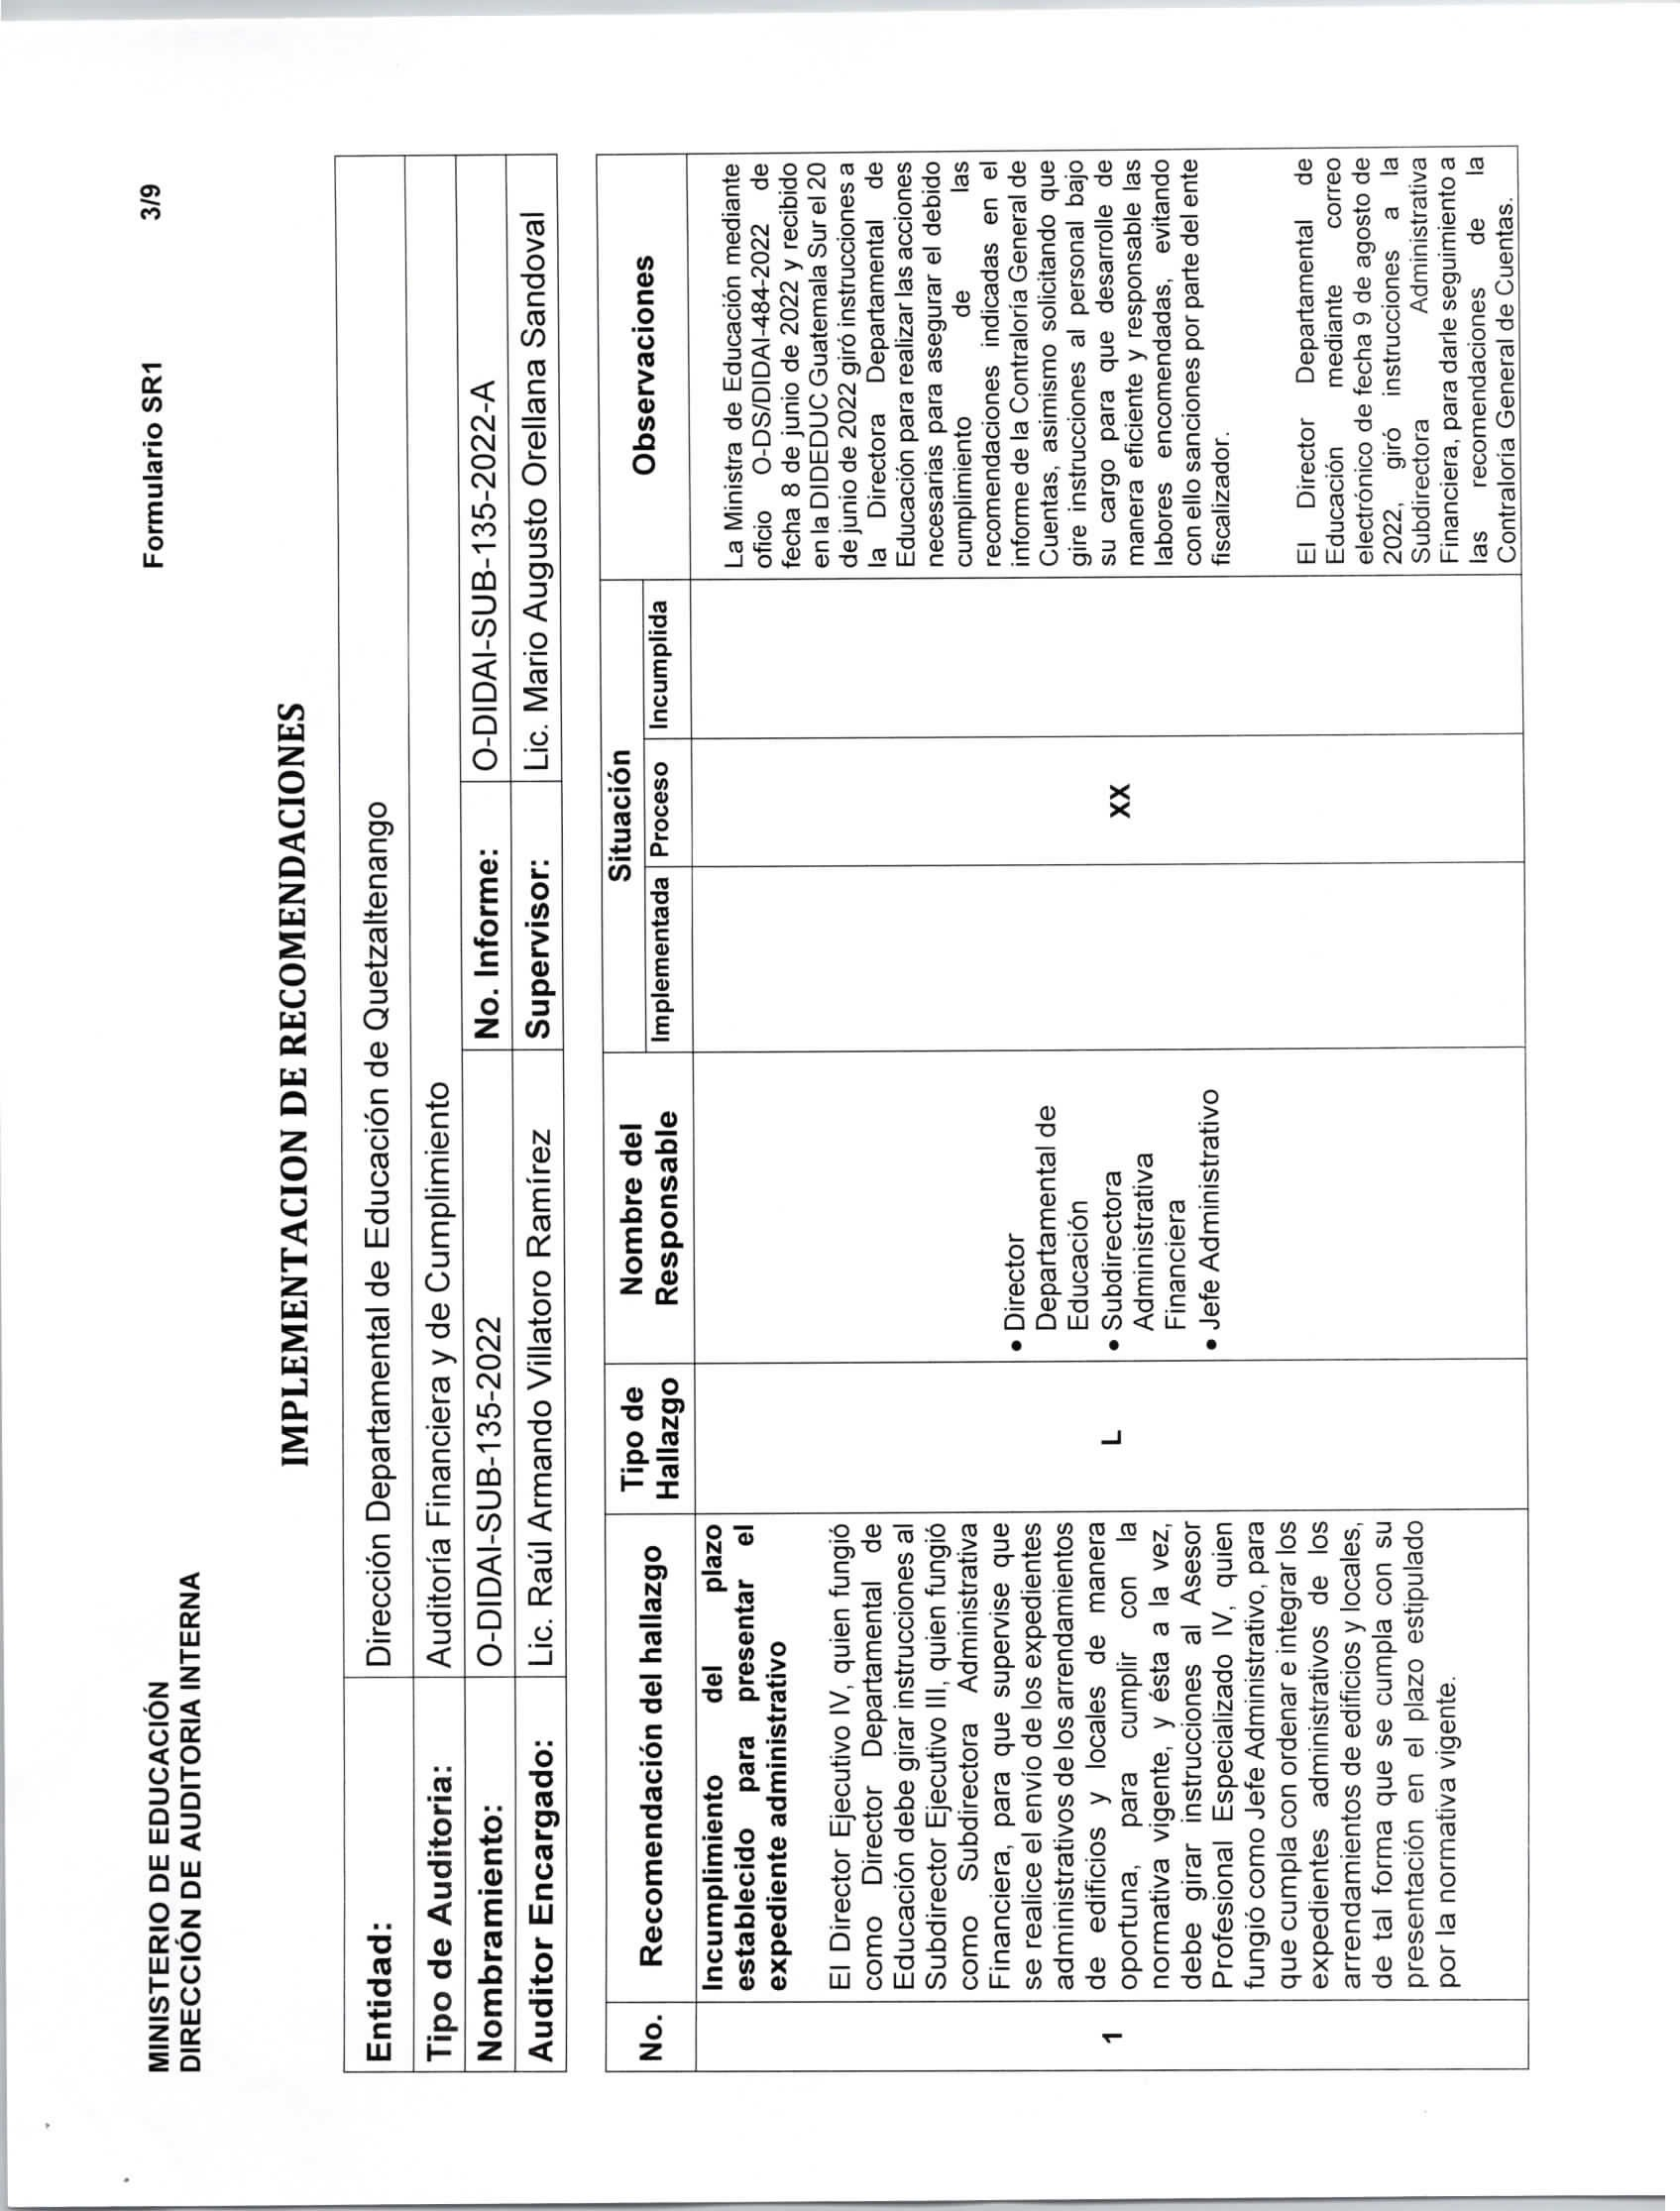 MINISTERIO DE EDUCACIÓN
DIRECCIÓN DE AUDITORIA INTERNA
Formulario SR1 3/9
IMPLEMENTACION DE RECOMENDACIONES
Entidad: Dirección Departamental de Educación de Quetzaltenango
Tipo de Auditoria: Auditoría Financiera y de Cumplimiento
Nombramiento: O-DIDAI-SUB-135-2022 No. Informe: O-DIDAI-SUB-135-2022-A
Auditor Encargado: Lic. Raúl Armando Villatoro Ramírez Supervisor: Lic. Mario Augusto Orellana Sandoval
No.
Recomendación del hallazgo
Tipo de
Hallazgo
Nombre del
Responsable
Situación
Implementada Proceso Incumplida
Observaciones
1
Incumplimiento del plazo
establecido para presentar el
expediente administrativo
El Director Ejecutivo IV, quien fungió
como Director Departamental de
Educación debe girar instrucciones al
Subdirector Ejecutivo III, quien fungió
como Subdirectora Administrativa
Financiera, para que supervise que
se realice el envío de los expedientes
administrativos de los arrendamientos
de edificios y locales de manera
oportuna, para cumplir con la
normativa vigente, y ésta a la vez,
debe girar instrucciones al Asesor
Profesional Especializado IV, quien
fungió como Jefe Administrativo, para
que cumpla con ordenar e integrar los
expedientes administrativos de los
arrendamientos de edificios y locales,
de tal forma que se cumpla con su
presentación en el plazo estipulado
por la normativa vigente.
L
• Director
Departamental de
Educación
• Subdirectora
Administrativa
Financiera
• Jefe Administrativo
XX
La Ministra de Educación mediante
oficio O-DS/DIDAI-484-2022 de
fecha 8 de junio de 2022 y recibido
en la DIDEDUC Guatemala Sur el 20
de junio de 2022 giró instrucciones a
la Directora Departamental de
Educación para realizar las acciones
necesarias para asegurar el debido
cumplimiento de las
recomendaciones indicadas en el
informe de la Contraloría General de
Cuentas, asimismo solicitando que
gire instrucciones al personal bajo
su cargo para que desarrolle de
manera eficiente y responsable las
labores encomendadas, evitando
con ello sanciones por parte del ente
fiscalizador.
El Director Departamental de
Educación mediante correo
electrónico de fecha 9 de agosto de
2022, giró instrucciones a la
Subdirectora Administrativa
Financiera, para darle seguimiento a
las recomendaciones de la
Contraloría General de Cuentas.